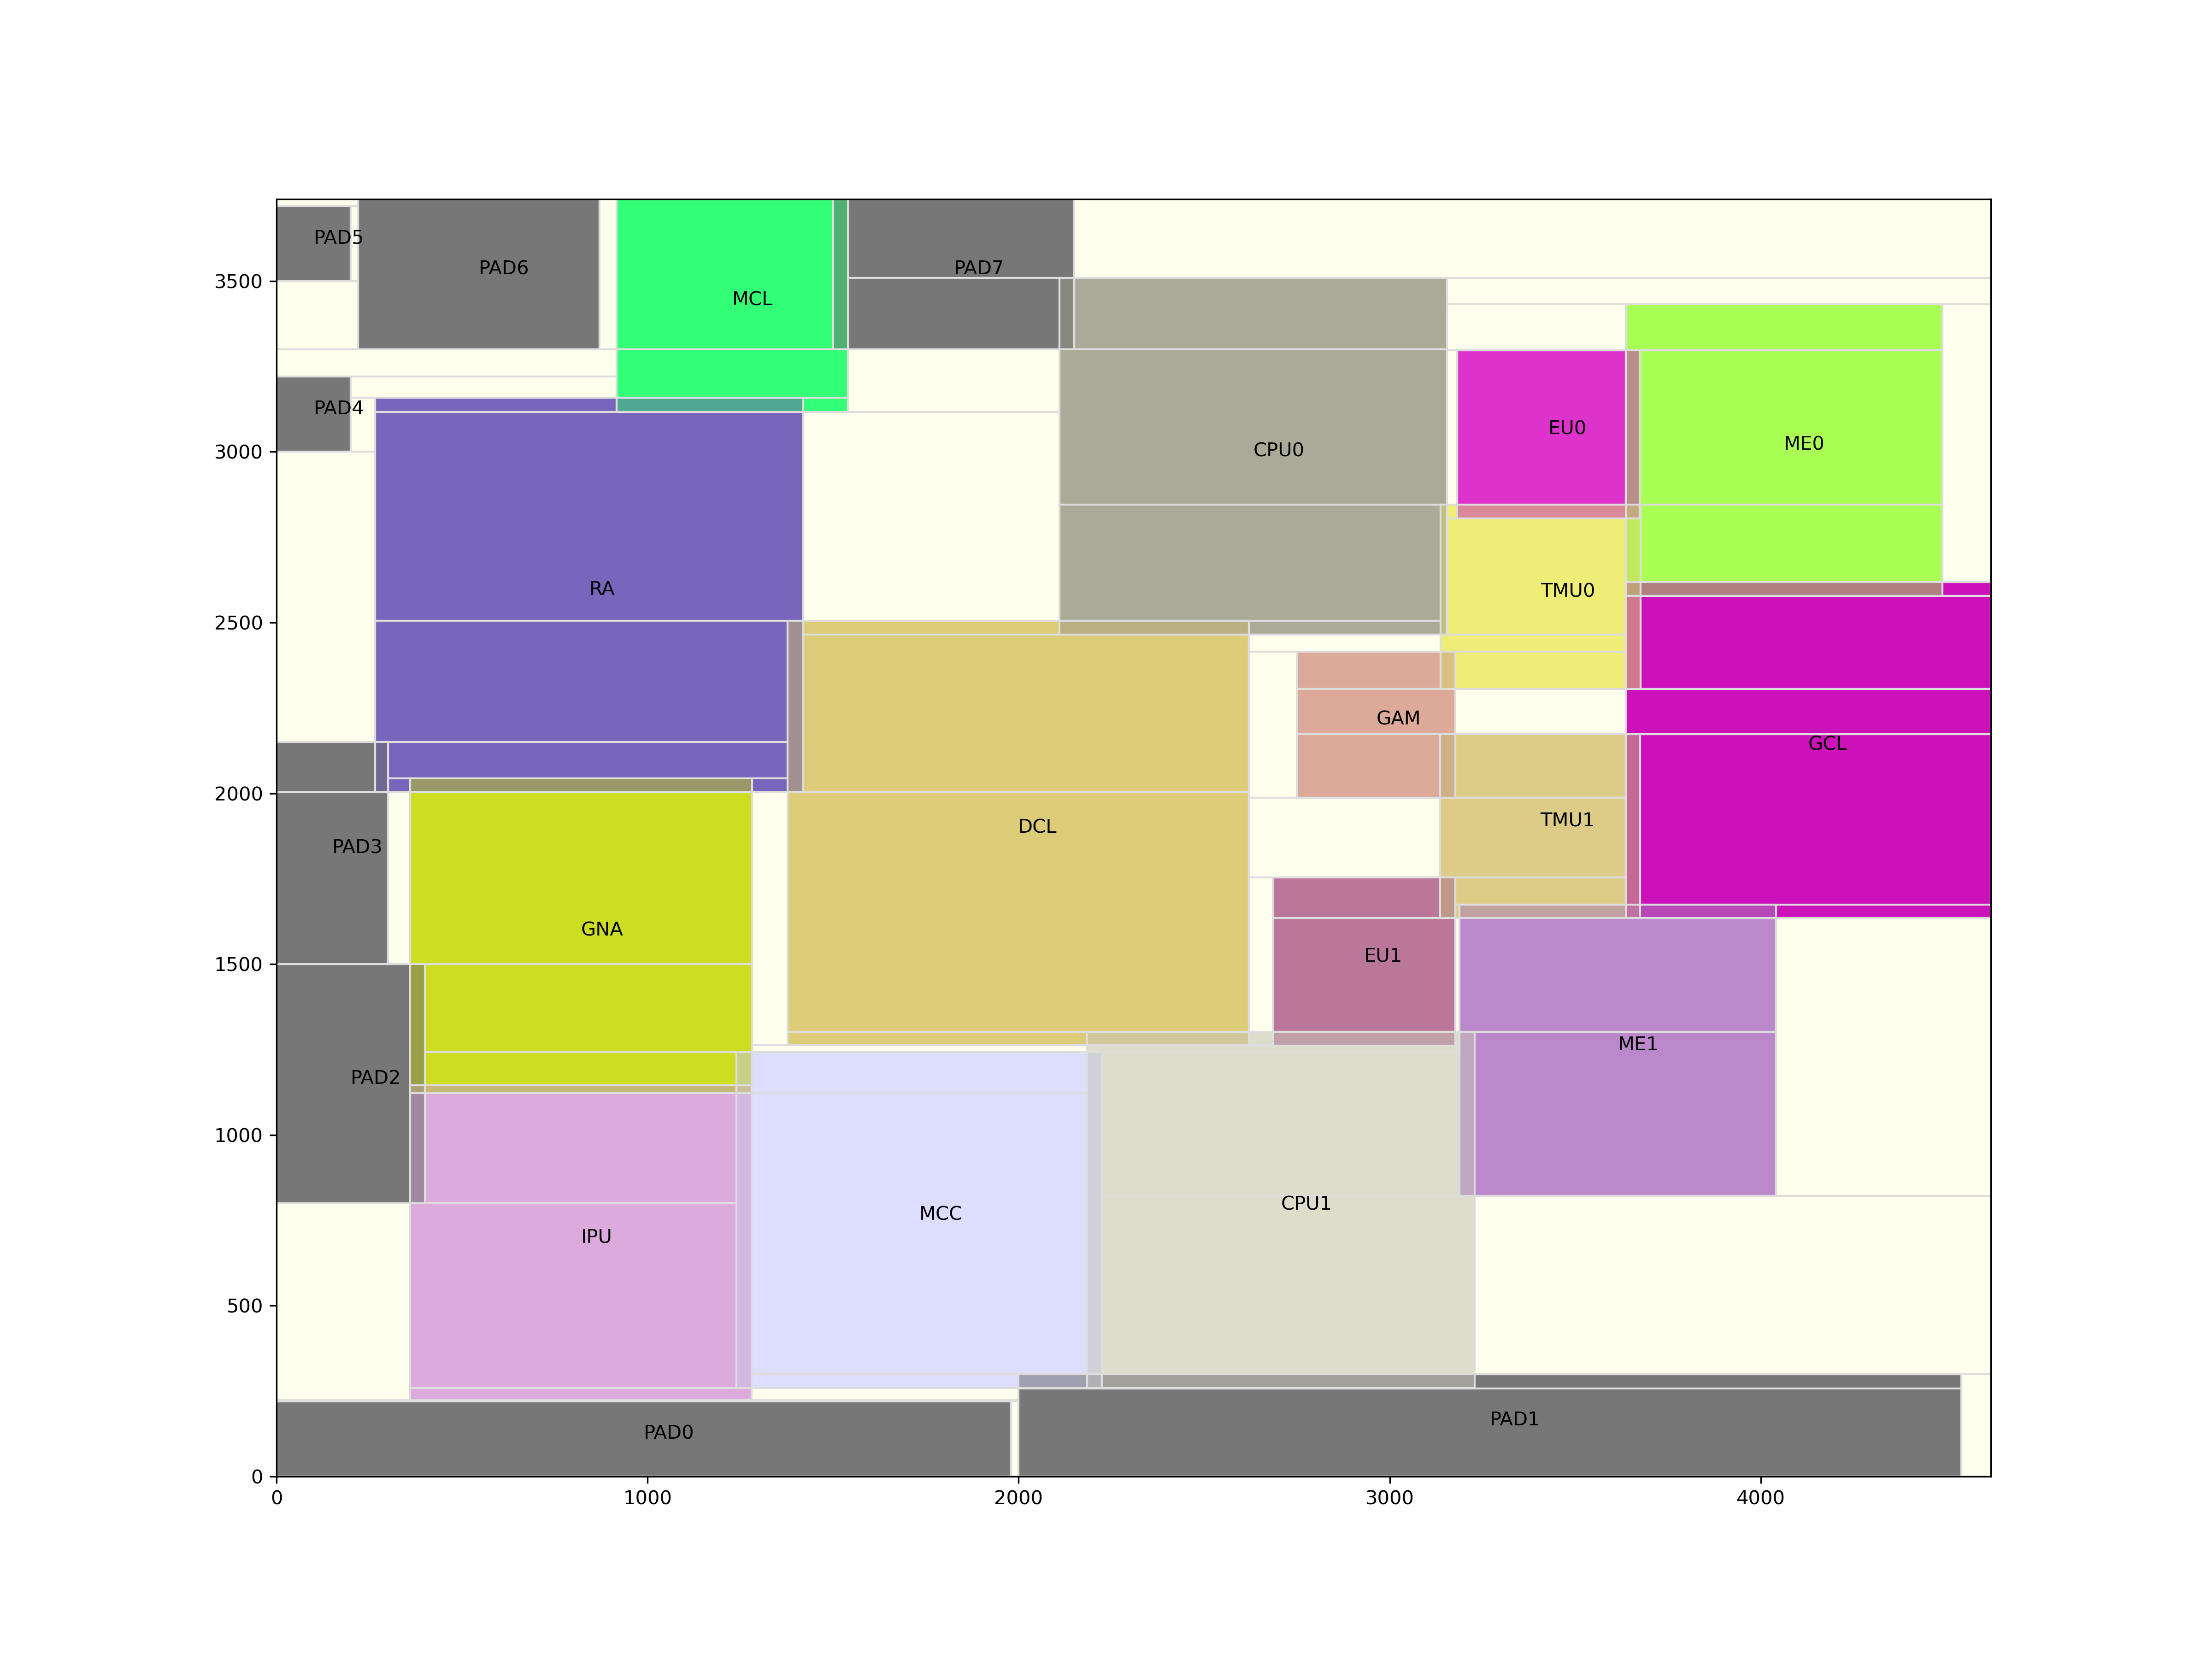 PAD5
PAD6
PAD7
3500
MCL
PAD4
EU0
ME0
CPU0
3000
RA
TMU0
2500
GAM
GCL
2000
DCL
TMU1
PAD3
GNA
EU1
1500
ME1
PAD2
1000
CPU1
MCC
IPU
500
PAD1
PAD0
0
0 1000 2000 3000 4000